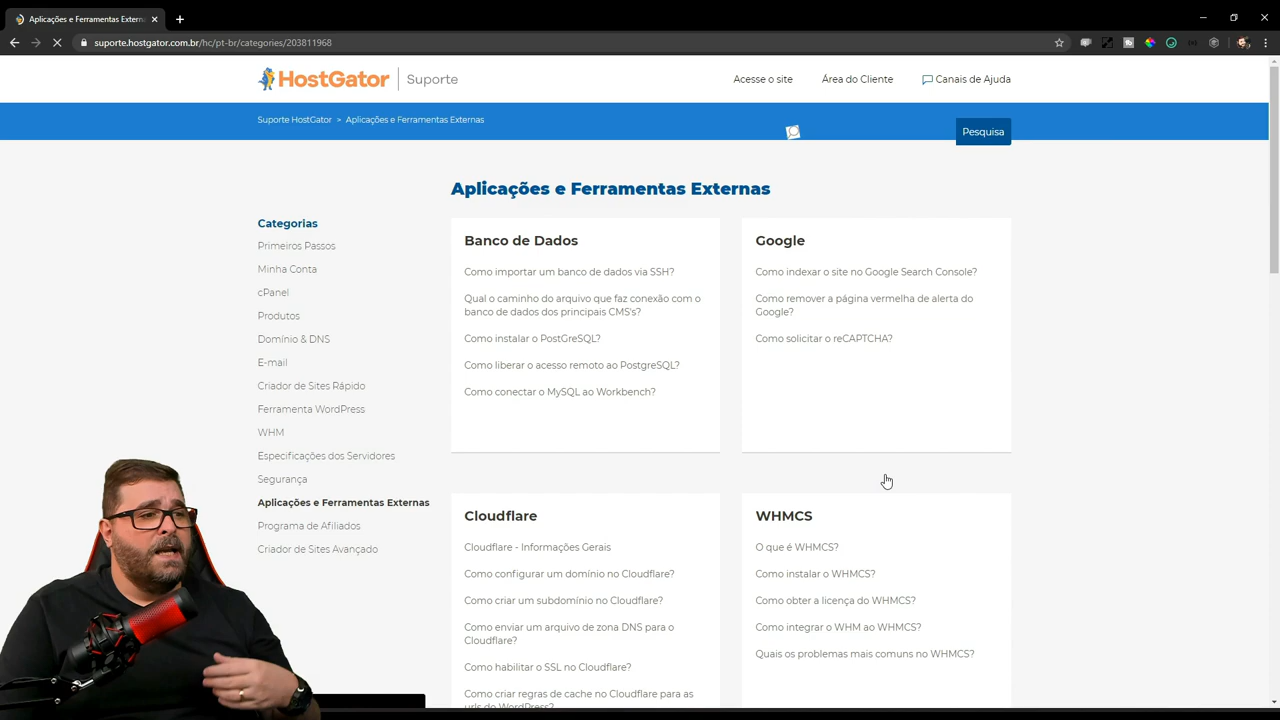 Aplicações e Ferramentas Externas
suporte.hostgator.com.br/hc/pt-br/categories/203811968
HostGator Suporte
Acesse o site
Área do Cliente
Canais de Ajuda
Suporte HostGator > Aplicações e Ferramentas Externas
Pesquisa
Aplicações e Ferramentas Externas
Categorias
Primeiros Passos
Minha Conta
cPanel
Produtos
Domínio & DNS
E-mail
Criador de Sites Rápido
Ferramenta WordPress
WHM
Especificações dos Servidores
Segurança
Aplicações e Ferramentas Externas
Programa de Afiliados
Criador de Sites Avançado
Banco de Dados
Como importar um banco de dados via SSH?
Qual o caminho do arquivo que faz conexão com o
banco de dados dos principais CMS's?
Como instalar o PostGreSQL?
Como liberar o acesso remoto ao PostgreSQL?
Como conectar o MySQL ao Workbench?
Google
Como indexar o site no Google Search Console?
Como remover a página vermelha de alerta do
Google?
Como solicitar o reCAPTCHA?
Cloudflare
Cloudflare - Informações Gerais
Como configurar um domínio no Cloudflare?
Como criar um subdomínio no Cloudflare?
Como enviar um arquivo de zona DNS para o
Cloudflare?
Como habilitar o SSL no Cloudflare?
Como criar regras de cache no Cloudflare para as
urls do WordPress?
WHMCS
O que é WHMCS?
Como instalar o WHMCS?
Como obter a licença do WHMCS?
Como integrar o WHM ao WHMCS?
Quais os problemas mais comuns no WHMCS?